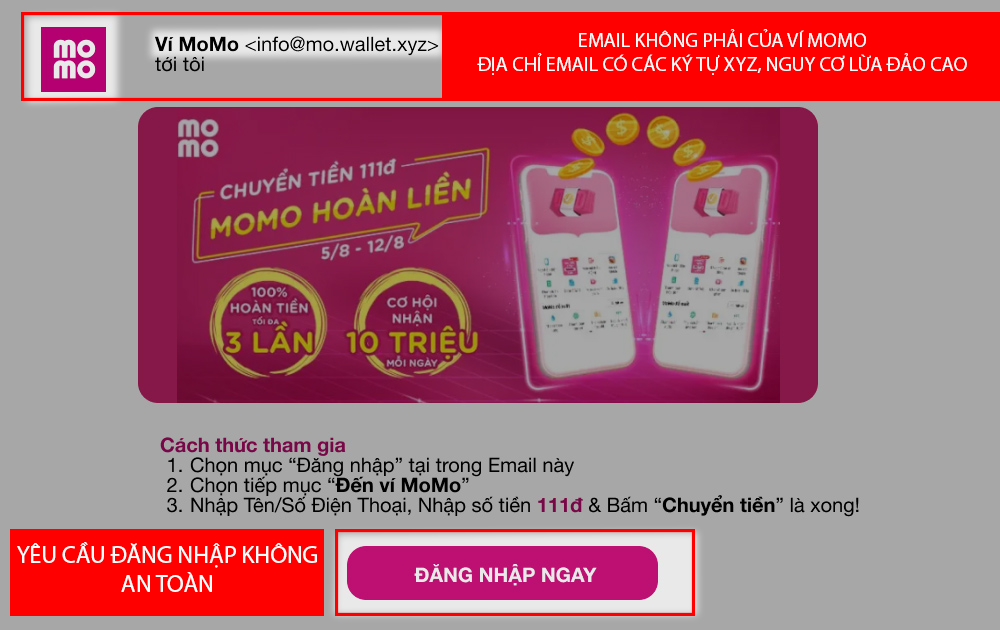 mo
mo
Ví MoMo <info@mo.wallet.xyz>
tới tôi
EMAIL KHÔNG PHẢI CỦA VÍ MOMO
ĐỊA CHỈ EMAIL CÓ CÁC KÝ TỰ XYZ, NGUY CƠ LỪA ĐẢO CAO
mo
mo
CHUYỂN TIỀN 111đ
MOMO HOÀN LIỀN
5/8 - 12/8
100%
HOÀN TIỀN
TỐI ĐA
3 LẦN
CƠ HỘI
NHẬN
10 TRIỆU
MỖI NGÀY
Cách thức tham gia
1. Chọn mục “Đăng nhập” tại trong Email này
2. Chọn tiếp mục “Đến ví MoMo”
3. Nhập Tên/Số Điện Thoại, Nhập số tiền 111đ & Bấm “Chuyển tiền” là xong!
YÊU CẦU ĐĂNG NHẬP KHÔNG
AN TOÀN
ĐĂNG NHẬP NGAY